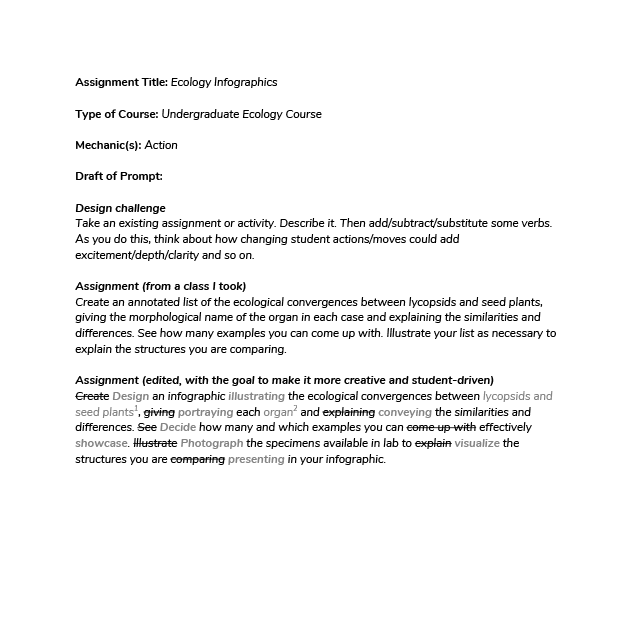 Assignment Title: Ecology Infographics
Type of Course: Undergraduate Ecology Course
Mechanic(s): Action
Draft of Prompt:
Design challenge
Take an existing assignment or activity. Describe it. Then add/subtract/substitute some verbs.
As you do this, think about how changing student actions/moves could add
excitement/depth/clarity and so on.
Assignment (from a class I took)
Create an annotated list of the ecological convergences between lycopsids and seed plants,
giving the morphological name of the organ in each case and explaining the similarities and
differences. See how many examples you can come up with. Illustrate your list as necessary to
explain the structures you are comparing.
Assignment (edited, with the goal to make it more creative and student-driven)
Create Design an infographic illustrating the ecological convergences between lycopsids and
seed plants¹, giving portraying each organ² and explaining conveying the similarities and
differences. See Decide how many and which examples you can come up with effectively
showcase. Illustrate Photograph the specimens available in lab to explain visualize the
structures you are comparing presenting in your infographic.